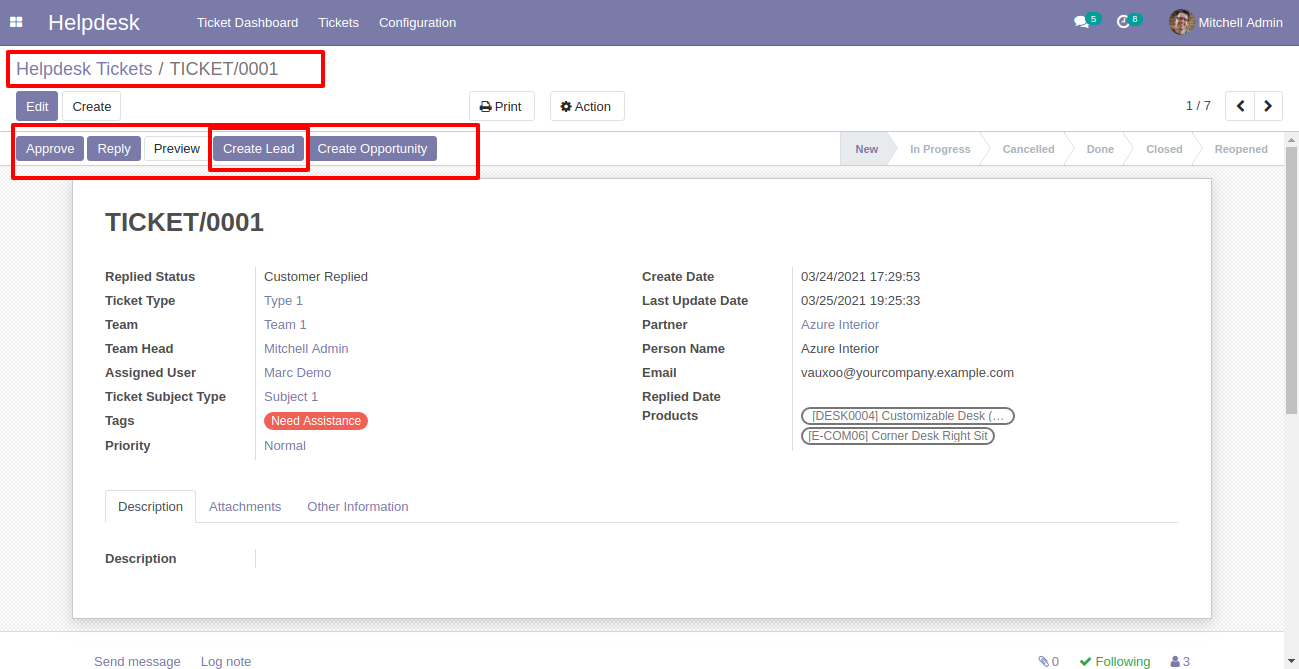 Helpdesk Ticket Dashboard Tickets Configuration 5 8 Mitchell Admin
Helpdesk Tickets / TICKET/0001
Edit Create Print Action 1 / 7
Approve Reply Preview Create Lead Create Opportunity New In Progress Cancelled Done Closed Reopened
TICKET/0001
Replied Status Customer Replied Create Date 03/24/2021 17:29:53
Ticket Type Type 1 Last Update Date 03/25/2021 19:25:33
Team Team 1 Partner Azure Interior
Team Head Mitchell Admin Person Name Azure Interior
Assigned User Marc Demo Email vauxoo@yourcompany.example.com
Ticket Subject Type Subject 1 Replied Date
Tags Need Assistance Products [DESK0004] Customizable Desk (…
[E-COM06] Corner Desk Right Sit
Priority Normal
Description Attachments Other Information
Description
Send message Log note 0 Following 3